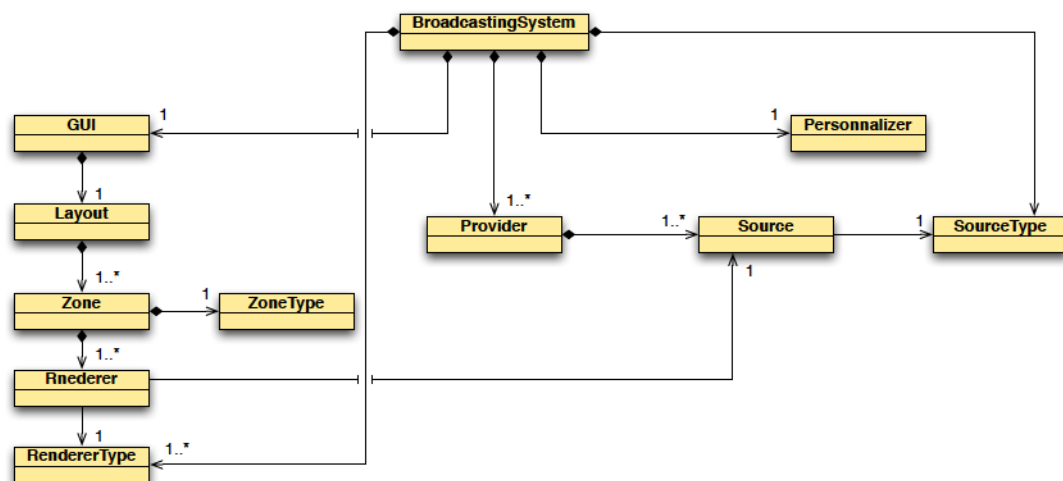 BroadcastingSystem
1
GUI
1
Personnalizer
1
Layout
1..*
Provider
1..*
Source
1
SourceType
1..*
Zone
1
ZoneType
1
1..*
Rnederer
1
RendererType
1..*